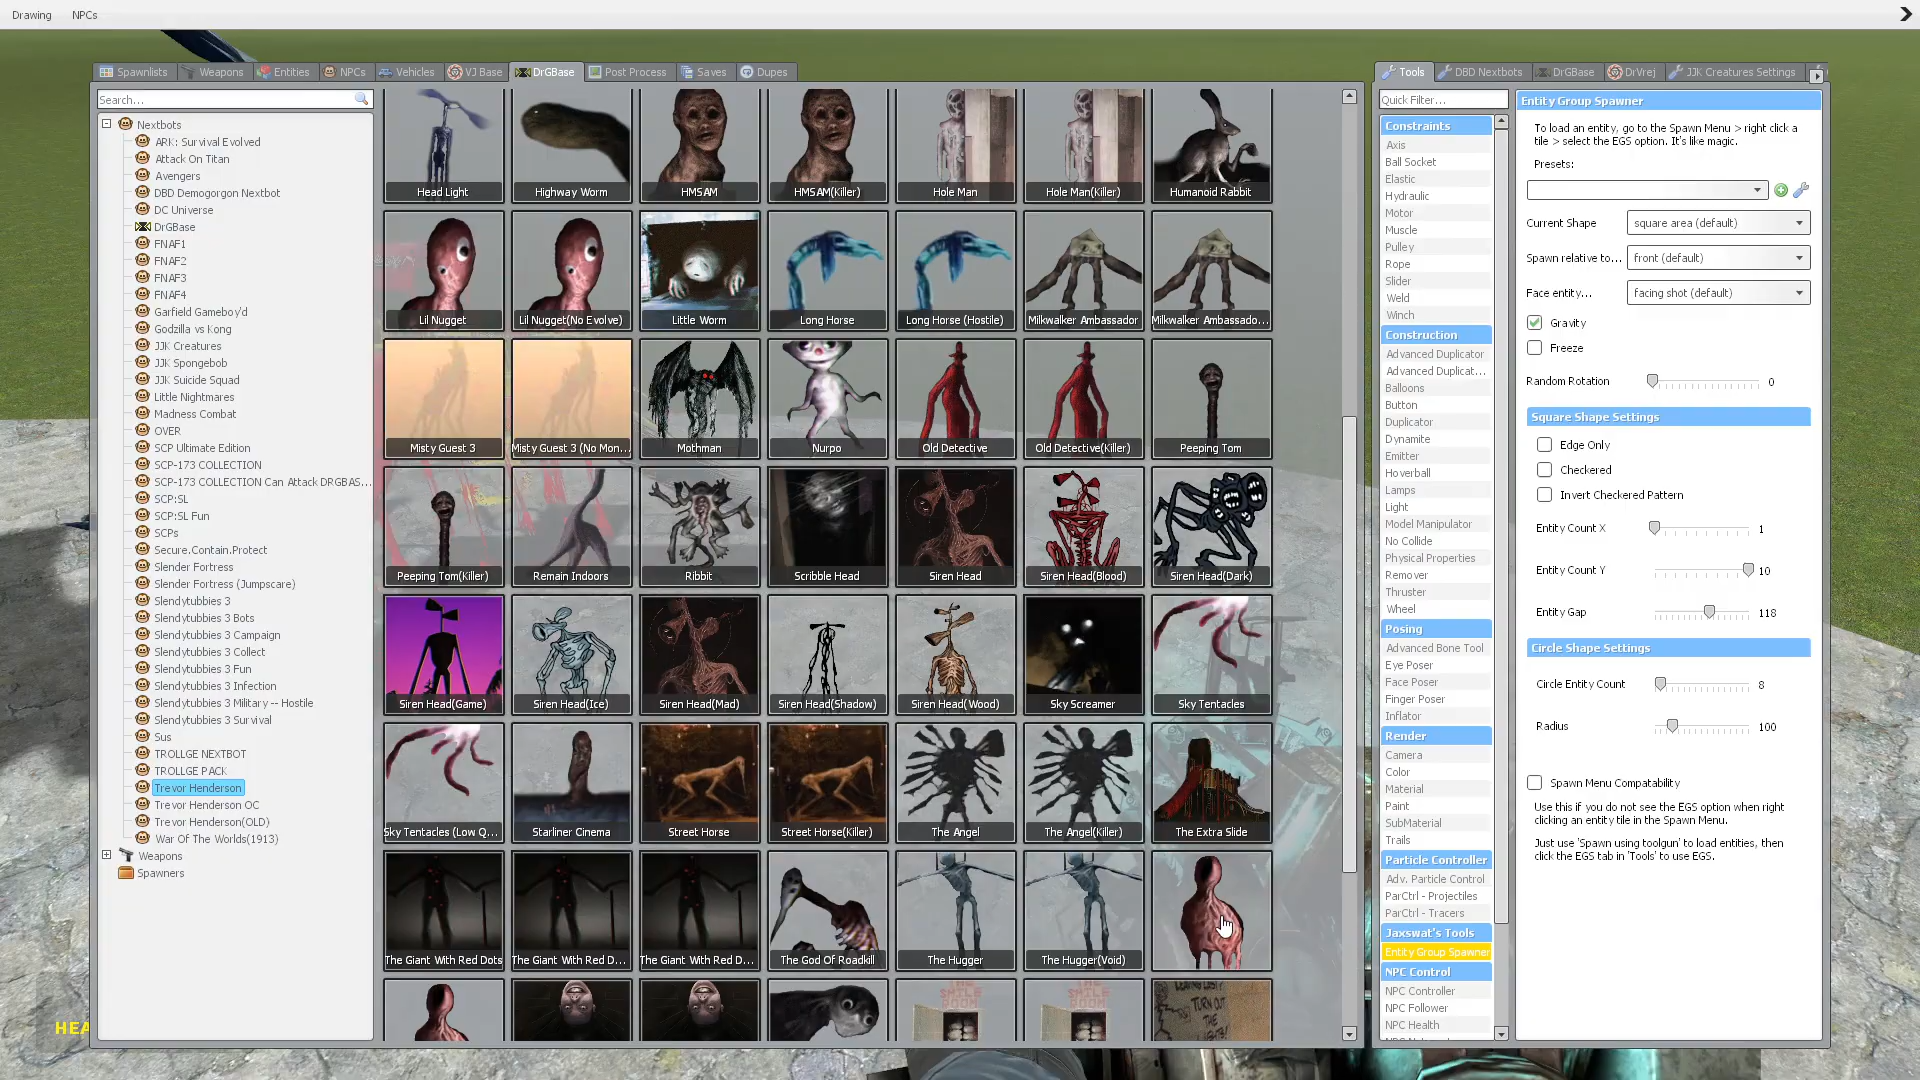 Drawing NPCs
Spawnlists Weapons Entities NPCs Vehicles VJ Base DrGBase Post Process Saves Dupes
Search...
Nextbots
ARK: Survival Evolved
Attack On Titan
Avengers
DBD Demogorgon Nextbot
DC Universe
DrGBase
FNAF1
FNAF2
FNAF3
FNAF4
Garfield Gameboy'd
Godzilla vs Kong
JJK Creatures
JJK Spongebob
JJK Suicide Squad
Little Nightmares
Madness Combat
OVER
SCP Ultimate Edition
SCP-173 COLLECTION
SCP-173 COLLECTION Can Attack DRGBAS...
SCP:SL
SCP:SL Fun
SCPs
Secure.Contain.Protect
Slender Fortress
Slender Fortress (Jumpscare)
Slendytubbies 3
Slendytubbies 3 Bots
Slendytubbies 3 Campaign
Slendytubbies 3 Collect
Slendytubbies 3 Fun
Slendytubbies 3 Infection
Slendytubbies 3 Military -- Hostile
Slendytubbies 3 Survival
Sus
TROLLGE NEXTBOT
TROLLGE PACK
Trevor Henderson
Trevor Henderson OC
Trevor Henderson(OLD)
War Of The Worlds(1913)
Weapons
Spawners
HEA
Head Light Highway Worm HMSAM HMSAM(Killer) Hole Man Hole Man(Killer) Humanoid Rabbit
Lil Nugget Lil Nugget(No Evolve) Little Worm Long Horse Long Horse (Hostile) Milkwalker Ambassador Milkwalker Ambassado...
Misty Guest 3 Misty Guest 3 (No Mon... Mothman Nurpo Old Detective Old Detective(Killer) Peeping Tom
Peeping Tom(Killer) Remain Indoors Ribbit Scribble Head Siren Head Siren Head(Blood) Siren Head(Dark)
Siren Head(Game) Siren Head(Ice) Siren Head(Mad) Siren Head(Shadow) Siren Head(Wood) Sky Screamer Sky Tentacles
Sky Tentacles (Low Q... Starliner Cinema Street Horse Street Horse(Killer) The Angel The Angel(Killer) The Extra Slide
The Giant With Red Dots The Giant With Red D... The Giant With Red D... The God Of Roadkill The Hugger The Hugger(Void)
THE SMILE ROOM THE SMILE ROOM TURN OUT THE
Tools DBD Nextbots DrGBase DrVrej JJK Creatures Settings
Quick Filter...
Constraints
Axis
Ball Socket
Elastic
Hydraulic
Motor
Muscle
Pulley
Rope
Slider
Weld
Winch
Construction
Advanced Duplicator
Advanced Duplicat...
Balloons
Button
Duplicator
Dynamite
Emitter
Hoverball
Lamps
Light
Model Manipulator
No Collide
Physical Properties
Remover
Thruster
Wheel
Posing
Advanced Bone Tool
Eye Poser
Face Poser
Finger Poser
Inflator
Render
Camera
Color
Material
Paint
SubMaterial
Trails
Particle Controller
Adv. Particle Control
ParCtrl - Projectiles
ParCtrl - Tracers
Jaxswat's Tools
Entity Group Spawner
NPC Control
NPC Controller
NPC Follower
NPC Health
Entity Group Spawner
To load an entity, go to the Spawn Menu > right click a
tile > select the EGS option. It's like magic.
Presets:
Current Shape square area (default)
Spawn relative to... front (default)
Face entity... facing shot (default)
Gravity
Freeze
Random Rotation 0
Square Shape Settings
Edge Only
Checkered
Invert Checkered Pattern
Entity Count X 1
Entity Count Y 10
Entity Gap 118
Circle Shape Settings
Circle Entity Count 8
Radius 100
Spawn Menu Compatability
Use this if you do not see the EGS option when right
clicking an entity tile in the Spawn Menu.
Just use 'Spawn using toolgun' to load entities, then
click the EGS tab in 'Tools' to use EGS.